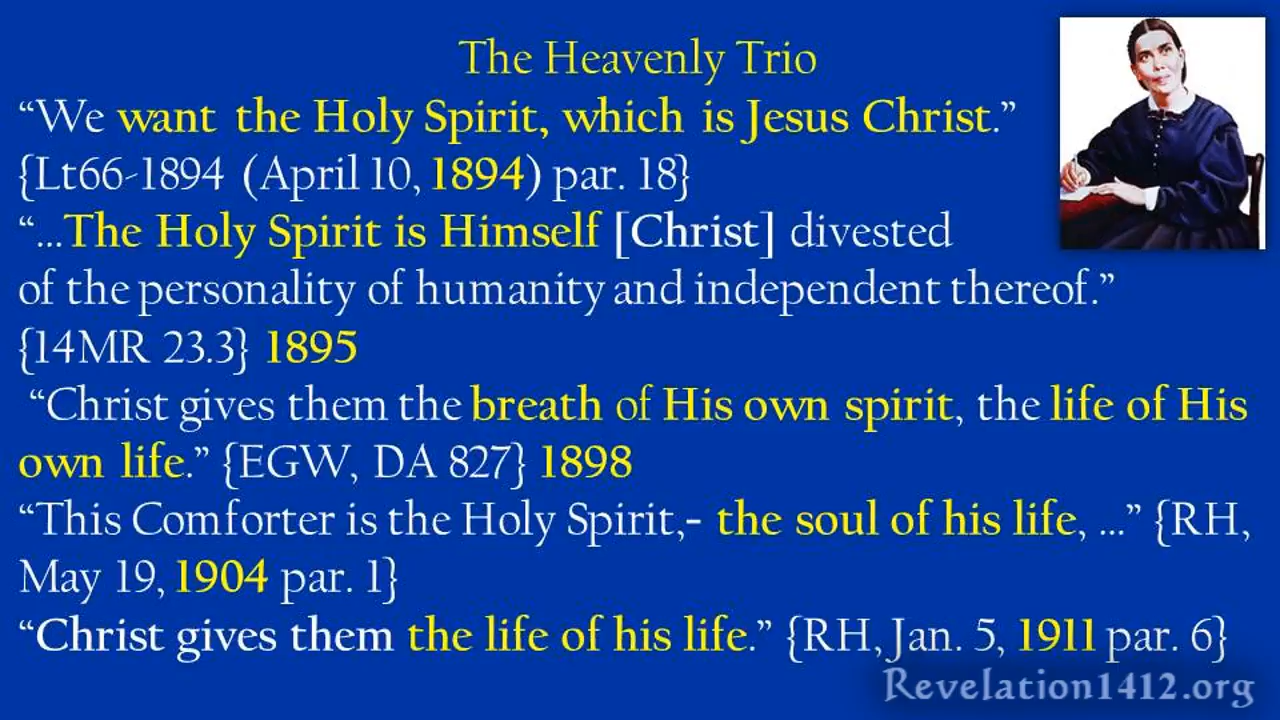 The Heavenly Trio
“We want the Holy Spirit, which is Jesus Christ.”
{Lt66-1894 (April 10, 1894) par. 18}
“...The Holy Spirit is Himself [Christ] divested
of the personality of humanity and independent thereof.”
{14MR 23.3} 1895
“Christ gives them the breath of His own spirit, the life of His
own life.” {EGW, DA 827} 1898
“This Comforter is the Holy Spirit,- the soul of his life, ...” {RH,
May 19, 1904 par. 1}
“Christ gives them the life of his life.” {RH, Jan. 5, 1911 par. 6}
Revelation1412.org